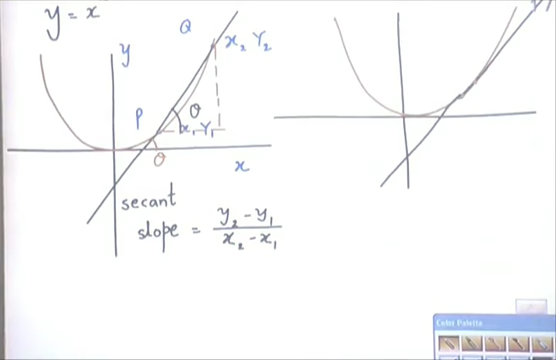 y = x
Q
y
x₂ Y₂
P
θ
x₁ Y₁
θ
x
secant
slope = y₂ - y₁ / x₂ - x₁
Color Palette